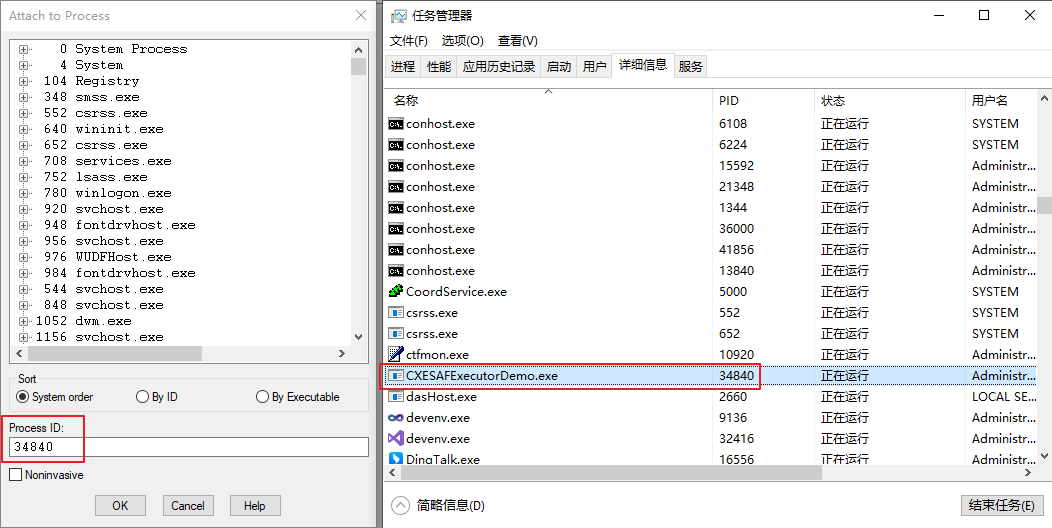 Attach to Process
0 System Process
4 System
104 Registry
348 smss.exe
552 csrss.exe
640 wininit.exe
652 csrss.exe
708 services.exe
752 lsass.exe
780 winlogon.exe
920 svchost.exe
948 fontdrvhost.exe
956 svchost.exe
976 WUDFHost.exe
984 fontdrvhost.exe
544 svchost.exe
848 svchost.exe
1052 dwm.exe
1156 svchost.exe
Sort
System order By ID By Executable
Process ID:
34840
Noninvasive
OK Cancel Help
任务管理器
文件(F) 选项(O) 查看(V)
进程 性能 应用历史记录 启动 用户 详细信息 服务
名称 PID 状态 用户名
conhost.exe 6108 正在运行 SYSTEM
conhost.exe 6224 正在运行 SYSTEM
conhost.exe 15592 正在运行 Administr...
conhost.exe 21348 正在运行 Administr...
conhost.exe 1344 正在运行 Administr...
conhost.exe 36000 正在运行 Administr...
conhost.exe 41856 正在运行 Administr...
conhost.exe 13840 正在运行 Administr...
CoordService.exe 5000 正在运行 SYSTEM
csrss.exe 552 正在运行 SYSTEM
csrss.exe 652 正在运行 SYSTEM
ctfmon.exe 10920 正在运行 Administr...
CXESAFExecutorDemo.exe 34840 正在运行 Administr...
dasHost.exe 2660 正在运行 LOCAL SE...
devenv.exe 9136 正在运行 Administr...
devenv.exe 32416 正在运行 Administr...
DingTalk.exe 16556 正在运行 Administr...
简略信息(D) 结束任务(E)